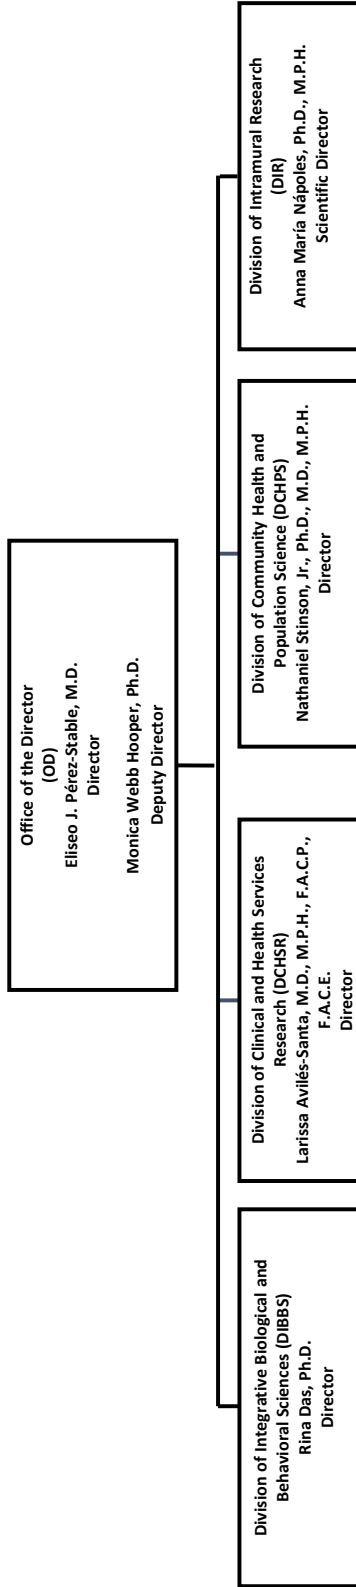 Office of the Director
(OD)
Eliseo J. Pérez-Stable, M.D.
Director
Monica Webb Hooper, Ph.D.
Deputy Director
Division of Integrative Biological and
Behavioral Sciences (DIBBS)
Rina Das, Ph.D.
Director
Division of Clinical and Health Services
Research (DCHSR)
Larissa Avilés-Santa, M.D., M.P.H., F.A.C.P.,
F.A.C.E.
Director
Division of Community Health and
Population Science (DCHPS)
Nathaniel Stinson, Jr., Ph.D., M.D., M.P.H.
Director
Division of Intramural Research
(DIR)
Anna María Nápoles, Ph.D., M.P.H.
Scientific Director